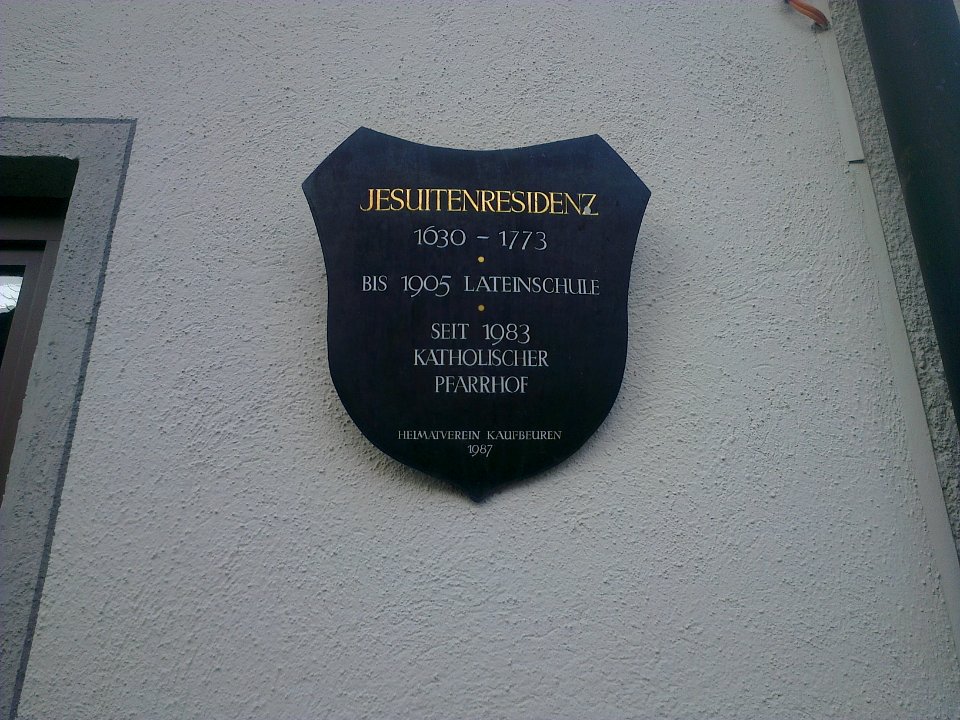 JESUITENRESIDENZ
1630 - 1773
BIS 1905 LATEINSCHULE
SEIT 1983
KATHOLISCHER
PFARRHOF
HEIMATVEREIN KAUFBEUREN
1987